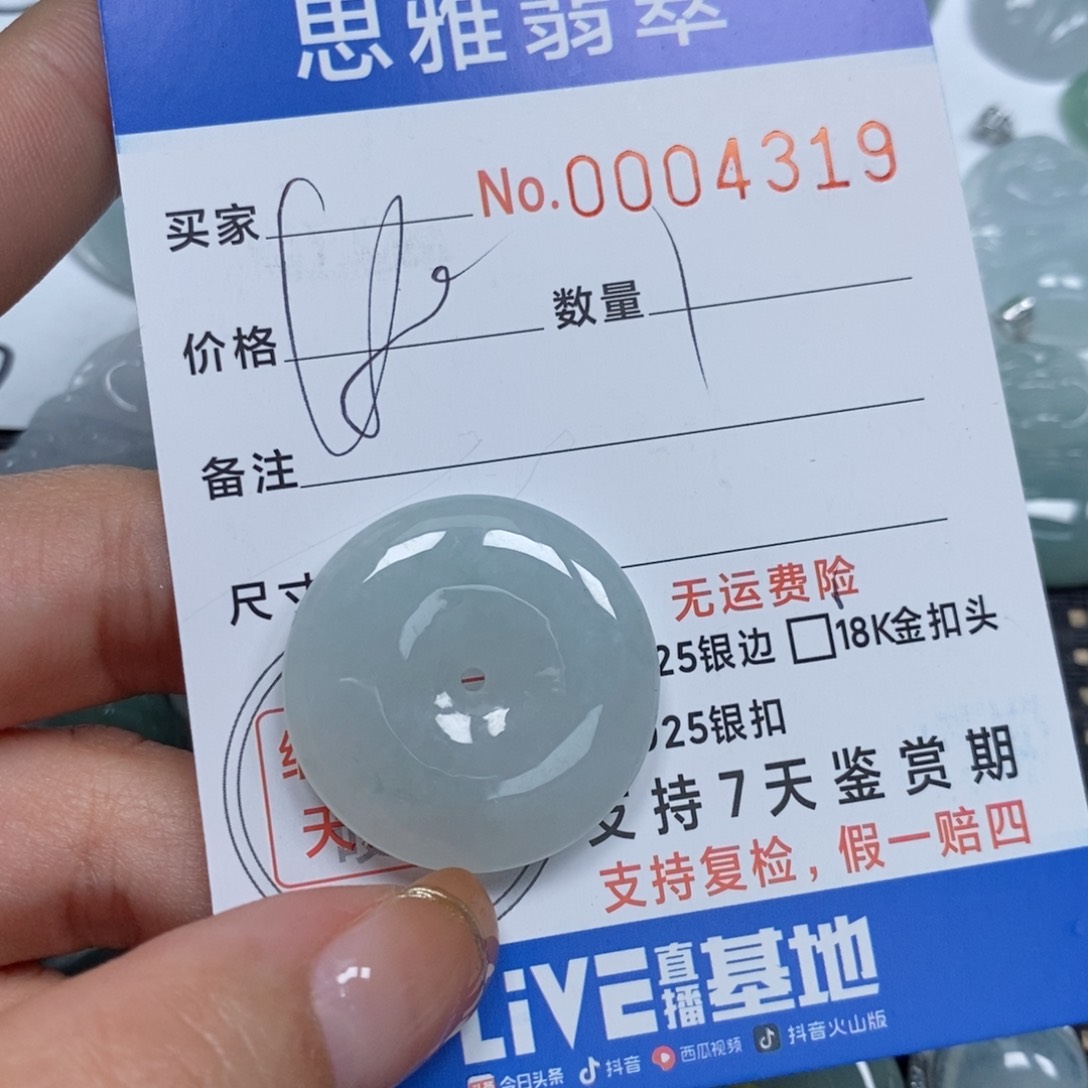 思雅翡翠
No.0004319
买家
价格 数量 1
备注
尺寸
无运费险
25银边 □18K金扣头
925银扣
支持7天鉴赏期
天
支持复检，假一赔四
LiVE直播基地
今日头条 抖音 西瓜视频 抖音火山版